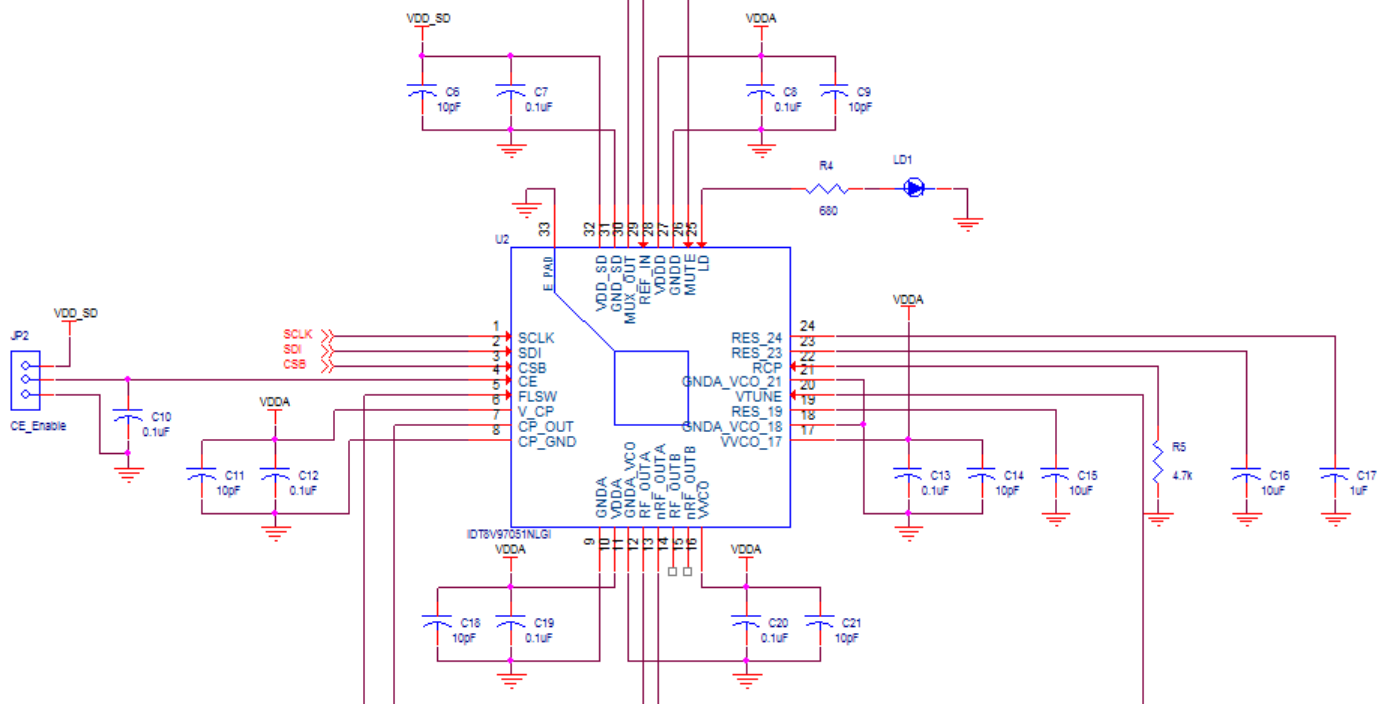 VDD_SD
VDDA
C6
10pF
C7
0.1uF
C8
0.1uF
C9
10pF
R4
680
LD1
U2
33
32
31
30
29
28
27
26
25
E_PAD
VDD_SD
GND_SD
MUX_OUT
REF_IN
VDDD
GNDD
MUTE
LD
VDD_SD
JP2
CE_Enable
C10
0.1uF
SCLK
SDI
CSB
1
2
3
4
5
6
7
8
SCLK
SDI
CSB
CE
FLSW
V_CP
CP_OUT
CP_GND
VDDA
C11
10pF
C12
0.1uF
24
23
22
21
20
19
18
17
RES_24
RES_23
RCP
GNDA_VCO_21
VTUNE
RES_19
GNDA_VCO_18
VVCO_17
VDDA
C13
0.1uF
C14
10pF
C15
10uF
R5
4.7k
C16
10uF
C17
1uF
GNDA
VDDA
GNDA_VCO
RF_OUTA
nRF_OUTA
RF_OUTB
nRF_OUTB
VVCO
IDT8V97051NLGI
9
10
11
12
13
14
15
16
VDDA
C18
10pF
C19
0.1uF
VDDA
C20
0.1uF
C21
10pF